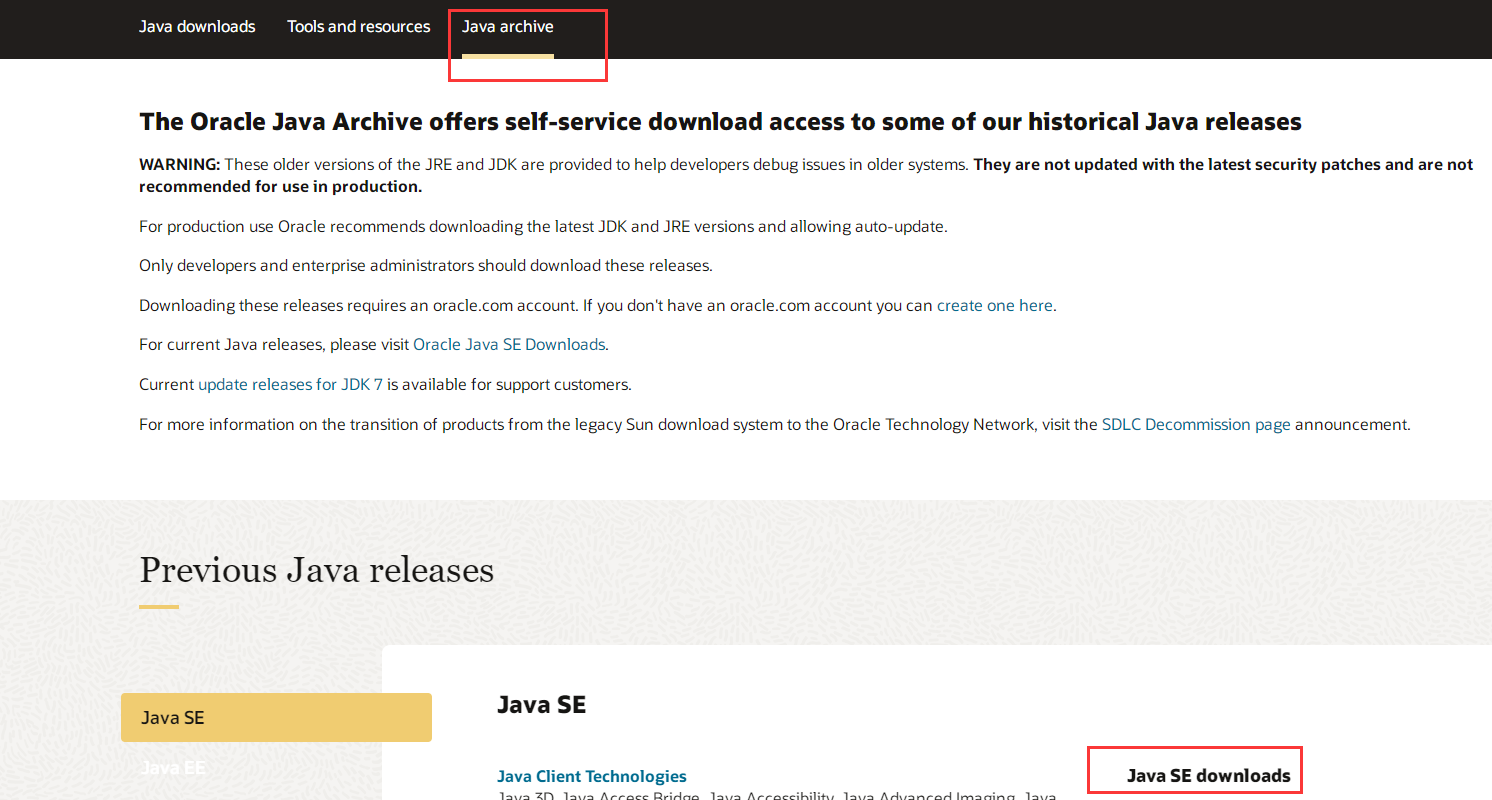 Java downloads Tools and resources Java archive
The Oracle Java Archive offers self-service download access to some of our historical Java releases
WARNING: These older versions of the JRE and JDK are provided to help developers debug issues in older systems. They are not updated with the latest security patches and are not
recommended for use in production.
For production use Oracle recommends downloading the latest JDK and JRE versions and allowing auto-update.
Only developers and enterprise administrators should download these releases.
Downloading these releases requires an oracle.com account. If you don't have an oracle.com account you can create one here.
For current Java releases, please visit Oracle Java SE Downloads.
Current update releases for JDK 7 is available for support customers.
For more information on the transition of products from the legacy Sun download system to the Oracle Technology Network, visit the SDLC Decommission page announcement.
Previous Java releases
Java SE
Java EE
Java SE
Java Client Technologies
Java 3D, Java Access Bridge, Java Accessibility, Java Advanced Imaging, Java
Java SE downloads